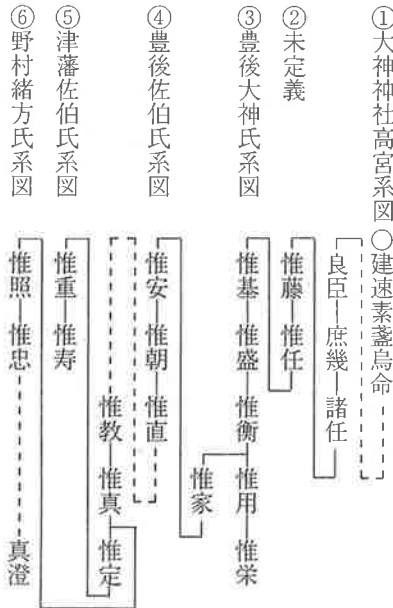 ①大神神社高宮系図　〇建速素盞烏命
良臣　庶幾　諸任
②未定義
惟藤　惟任
③豊後大神氏系図
惟基　惟盛　惟衡　惟用　惟栄
惟家
④豊後佐伯氏系図
惟安　惟朝　惟直
惟教　惟真　惟定
⑤津藩佐伯氏系図
惟重　惟寿
⑥野村緒方氏系図
惟照　惟忠　真澄